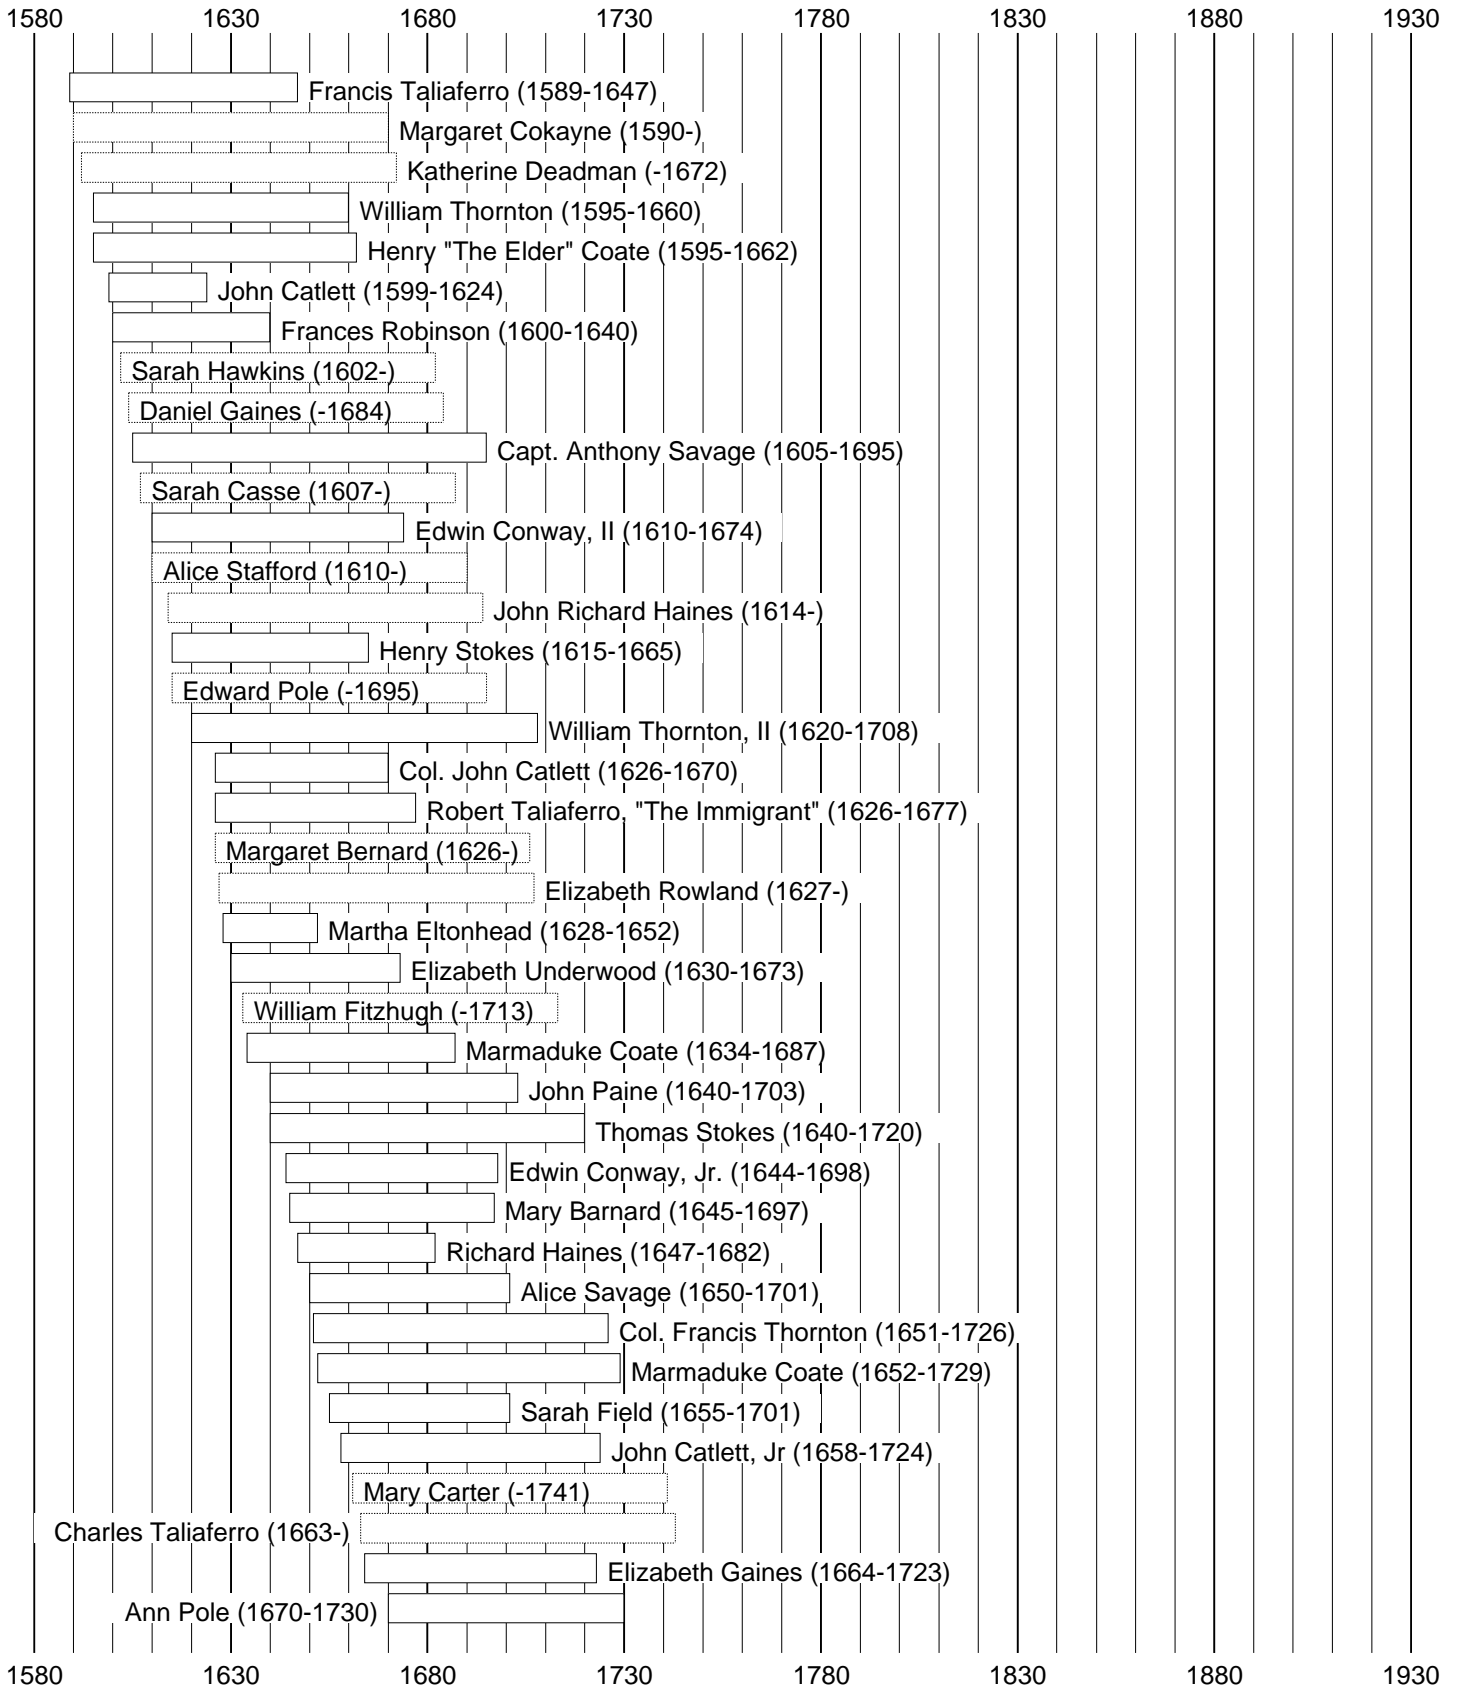 1580 1630 1680 1730 1780 1830 1880 1930
Francis Taliaferro (1589-1647)
Margaret Cokayne (1590-)
Katherine Deadman (-1672)
William Thornton (1595-1660)
Henry "The Elder" Coate (1595-1662)
John Catlett (1599-1624)
Frances Robinson (1600-1640)
Sarah Hawkins (1602-)
Daniel Gaines (-1684)
Capt. Anthony Savage (1605-1695)
Sarah Casse (1607-)
Edwin Conway, II (1610-1674)
Alice Stafford (1610-)
John Richard Haines (1614-)
Henry Stokes (1615-1665)
Edward Pole (-1695)
William Thornton, II (1620-1708)
Col. John Catlett (1626-1670)
Robert Taliaferro, "The Immigrant" (1626-1677)
Margaret Bernard (1626-)
Elizabeth Rowland (1627-)
Martha Eltonhead (1628-1652)
Elizabeth Underwood (1630-1673)
William Fitzhugh (-1713)
Marmaduke Coate (1634-1687)
John Paine (1640-1703)
Thomas Stokes (1640-1720)
Edwin Conway, Jr. (1644-1698)
Mary Barnard (1645-1697)
Richard Haines (1647-1682)
Alice Savage (1650-1701)
Col. Francis Thornton (1651-1726)
Marmaduke Coate (1652-1729)
Sarah Field (1655-1701)
John Catlett, Jr (1658-1724)
Mary Carter (-1741)
Charles Taliaferro (1663-)
Elizabeth Gaines (1664-1723)
Ann Pole (1670-1730)
1580 1630 1680 1730 1780 1830 1880 1930